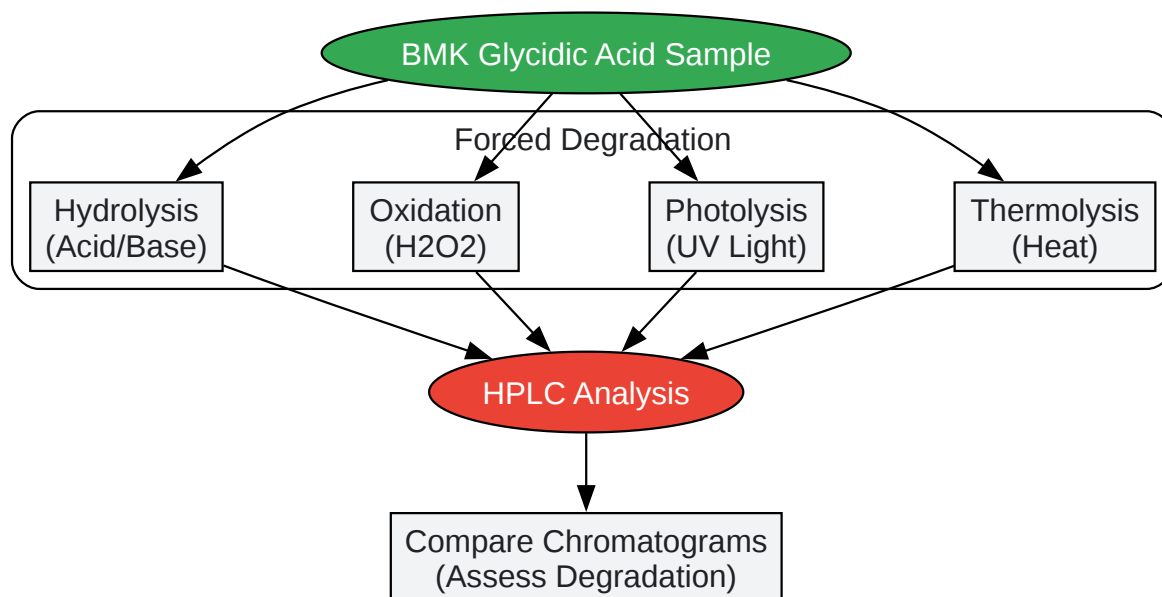 BMK Glycidic Acid Sample
Forced Degradation
Hydrolysis
(Acid/Base)
Oxidation
(H2O2)
Photolysis
(UV Light)
Thermolysis
(Heat)
HPLC Analysis
Compare Chromatograms
(Assess Degradation)